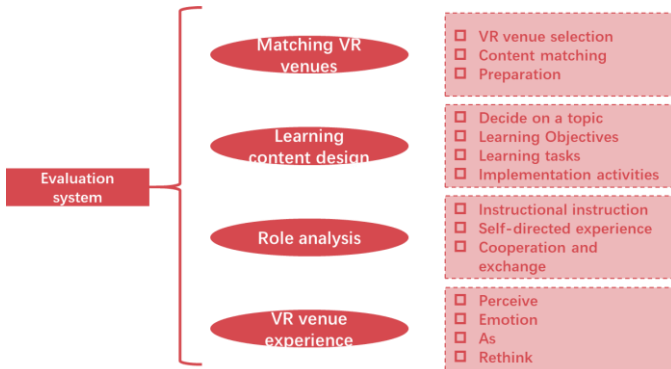 Evaluation
system
Matching VR
venues
VR venue selection
Content matching
Preparation
Learning
content design
Decide on a topic
Learning Objectives
Learning tasks
Implementation activities
Role analysis
Instructional instruction
Self-directed experience
Cooperation and
exchange
VR venue
experience
Perceive
Emotion
As
Rethink